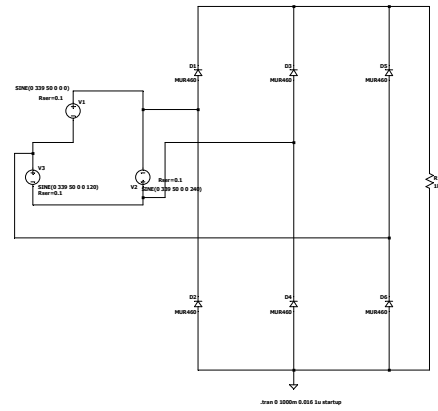 D1
D3
D5
MUR460
MUR460
MUR460
SINE(0 339 50 0 0 0)
Rser=0.1
V1
V3
SINE(0 339 50 0 0 120)
Rser=0.1
Rser=0.1
V2
SINE(0 339 50 0 0 240)
D2
D4
D6
MUR460
MUR460
MUR460
.tran 0 1000m 0.016 1u startup